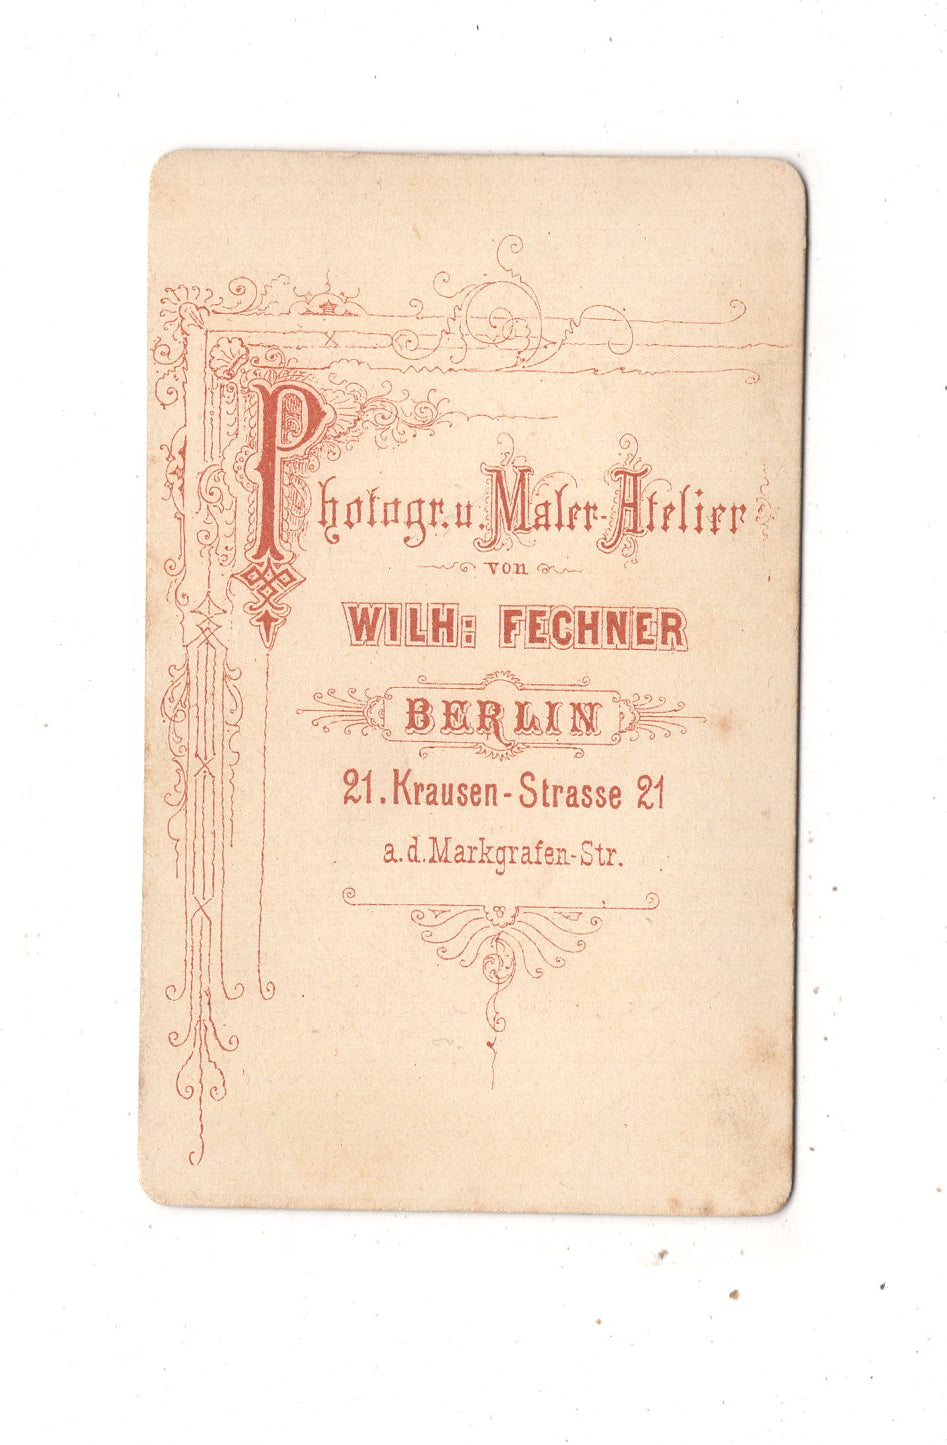 Photogr. u. Maler-Atelier
von
WILH: FECHNER
BERLIN
21. Krausen-Strasse 21
a. d. Markgrafen-Str.